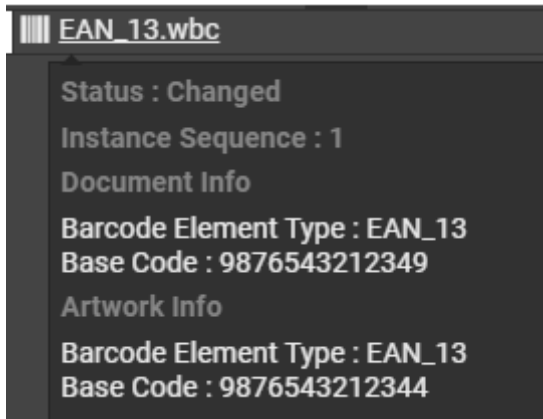 EAN_13.wbc
Status : Changed
Instance Sequence : 1
Document Info
Barcode Element Type : EAN_13
Base Code : 9876543212349
Artwork Info
Barcode Element Type : EAN_13
Base Code : 9876543212344